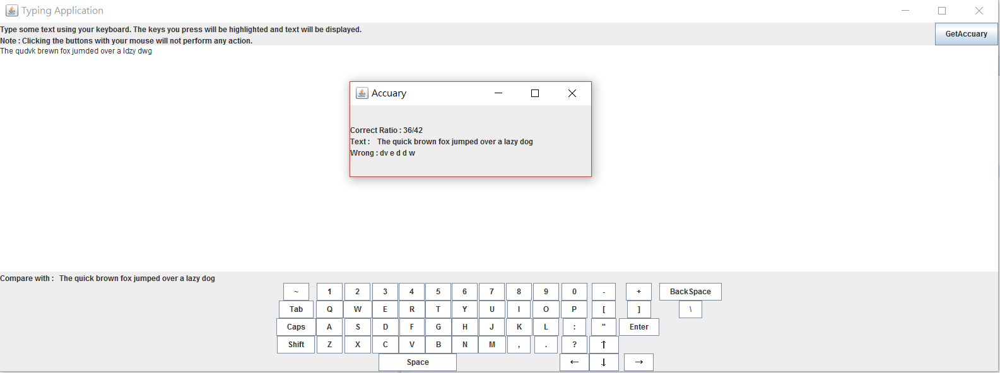 Typing Application
Type some text using your keyboard. The keys you press will be highlighted and text will be displayed.
Note : Clicking the buttons with your mouse will not perform any action.
GetAccuary
The qudvk brewn fox jumded over a ldzy dwg
Accuary
Correct Ratio : 36/42
Text : The quick brown fox jumped over a lazy dog
Wrong : dv e d d w
Compare with : The quick brown fox jumped over a lazy dog
~ 1 2 3 4 5 6 7 8 9 0 - + BackSpace
Tab Q W E R T Y U I O P [ ] \
Caps A S D F G H J K L : " Enter
Shift Z X C V B N M , . ? ↑
Space ← ↓ →